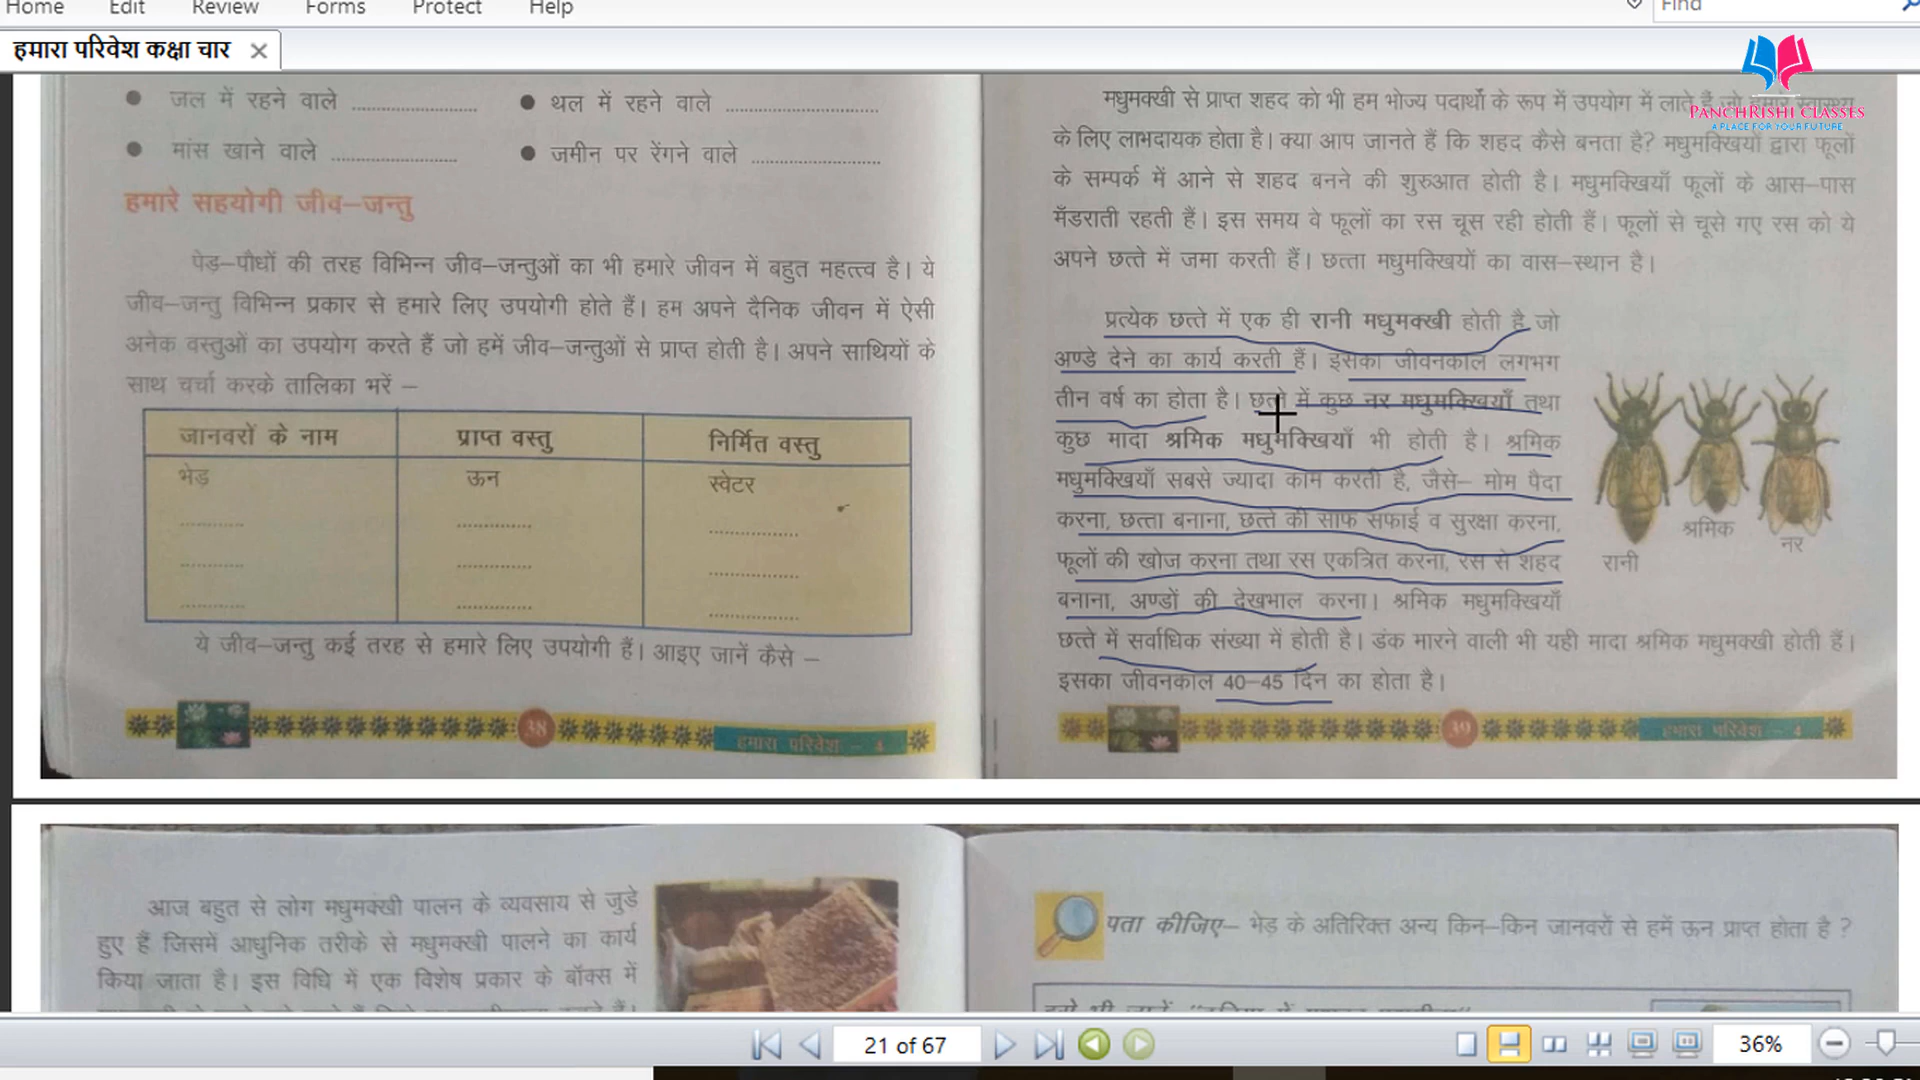 Home Edit Review Forms Protect Help
Find
हमारा परिवेश कक्षा चार
PANCHRISHI CLASSES
A PLACE FOR YOUR FUTURE
● जल में रहने वाले .................... ● थल में रहने वाले ....................
● मांस खाने वाले .................... ● जमीन पर रेंगने वाले ....................
हमारे सहयोगी जीव–जन्तु
पेड़–पौधों की तरह विभिन्न जीव–जन्तुओं का भी हमारे जीवन में बहुत महत्त्व है। ये
जीव–जन्तु विभिन्न प्रकार से हमारे लिए उपयोगी होते हैं। हम अपने दैनिक जीवन में ऐसी
अनेक वस्तुओं का उपयोग करते हैं जो हमें जीव–जन्तुओं से प्राप्त होती है। अपने साथियों के
साथ चर्चा करके तालिका भरें –
जानवरों के नाम प्राप्त वस्तु निर्मित वस्तु
भेड़ ऊन स्वेटर
............ ............ ............
............ ............ ............
............ ............ ............
ये जीव–जन्तु कई तरह से हमारे लिए उपयोगी हैं। आइए जानें कैसे –
38 हमारा परिवेश – 4
मधुमक्खी से प्राप्त शहद को भी हम भोज्य पदार्थों के रूप में उपयोग में लाते हैं जो हमारे स्वास्थ्य
के लिए लाभदायक होता है। क्या आप जानते हैं कि शहद कैसे बनता है? मधुमक्खियों द्वारा फूलों
के सम्पर्क में आने से शहद बनने की शुरुआत होती है। मधुमक्खियाँ फूलों के आस–पास
मँडराती रहती हैं। इस समय वे फूलों का रस चूस रही होती हैं। फूलों से चूसे गए रस को ये
अपने छत्ते में जमा करती हैं। छत्ता मधुमक्खियों का वास–स्थान है।
प्रत्येक छत्ते में एक ही रानी मधुमक्खी होती है जो
अण्डे देने का कार्य करती हैं। इसका जीवनकाल लगभग
तीन वर्ष का होता है। छत्ते में कुछ नर मधुमक्खियाँ तथा
कुछ मादा श्रमिक मधुमक्खियाँ भी होती है। श्रमिक
मधुमक्खियाँ सबसे ज्यादा काम करती है, जैसे– मोम पैदा
करना, छत्ता बनाना, छत्ते की साफ सफाई व सुरक्षा करना,
फूलों की खोज करना तथा रस एकत्रित करना, रस से शहद
बनाना, अण्डों की देखभाल करना। श्रमिक मधुमक्खियाँ
छत्ते में सर्वाधिक संख्या में होती है। डंक मारने वाली भी यही मादा श्रमिक मधुमक्खी होती हैं।
इसका जीवनकाल 40–45 दिन का होता है।
रानी श्रमिक नर
39 हमारा परिवेश – 4
आज बहुत से लोग मधुमक्खी पालन के व्यवसाय से जुड़े
हुए हैं जिसमें आधुनिक तरीके से मधुमक्खी पालने का कार्य
किया जाता है। इस विधि में एक विशेष प्रकार के बॉक्स में
पता कीजिए– भेड़ के अतिरिक्त अन्य किन–किन जानवरों से हमें ऊन प्राप्त होता है ?
21 of 67
36%